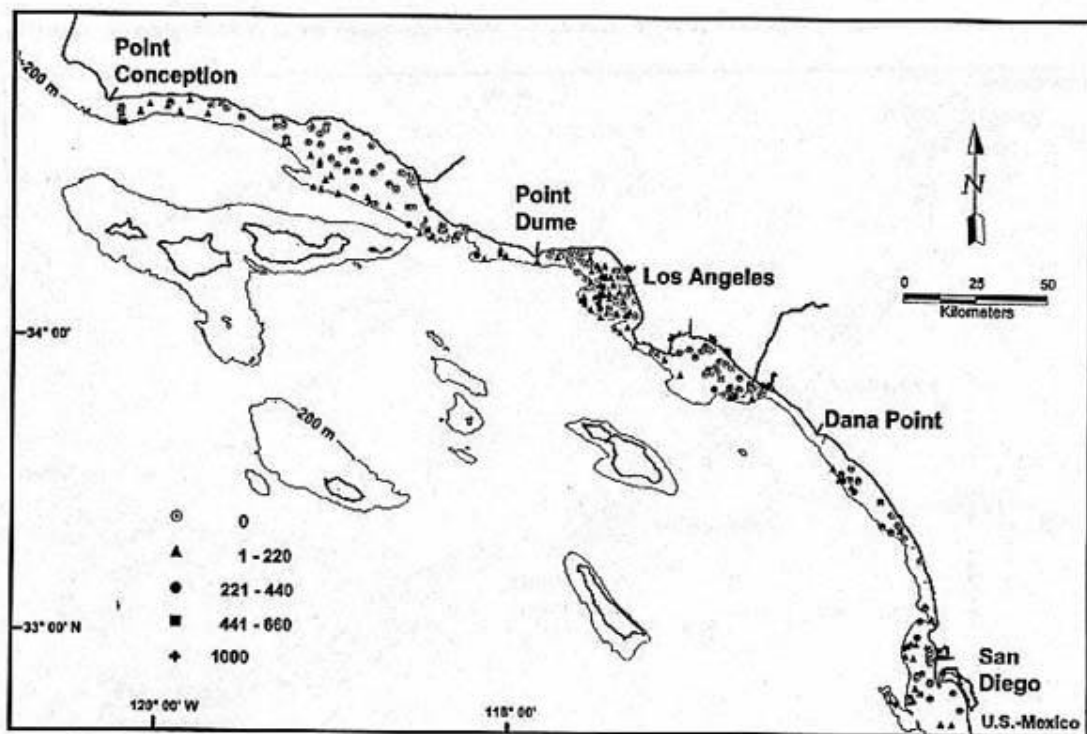 Point
Conception
~200 m
Point
Dume
N
Los Angeles
0 25 50
Kilometers
34° 00'
200 m
Dana Point
0
1 - 220
221 - 440
441 - 660
1000
33° 00' N
San
Diego
U.S.-Mexico
120° 00' W
118° 00'